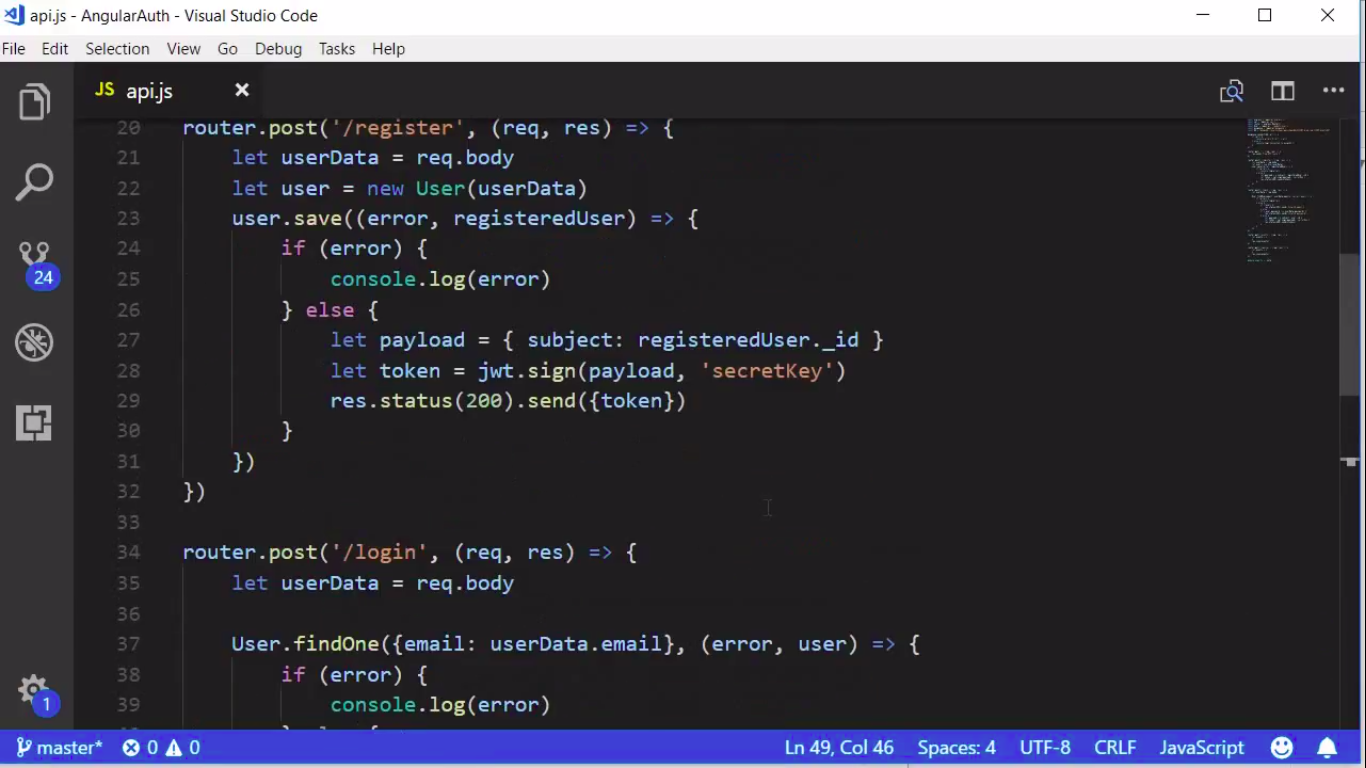 api.js - AngularAuth - Visual Studio Code
File Edit Selection View Go Debug Tasks Help
JS api.js
20 router.post('/register', (req, res) => {
21 let userData = req.body
22 let user = new User(userData)
23 user.save((error, registeredUser) => {
24 if (error) {
25 console.log(error)
26 } else {
27 let payload = { subject: registeredUser._id }
28 let token = jwt.sign(payload, 'secretKey')
29 res.status(200).send({token})
30 }
31 })
32 })
33
34 router.post('/login', (req, res) => {
35 let userData = req.body
36
37 User.findOne({email: userData.email}, (error, user) => {
38 if (error) {
39 console.log(error)
24
1
master* 0 0 Ln 49, Col 46 Spaces: 4 UTF-8 CRLF JavaScript